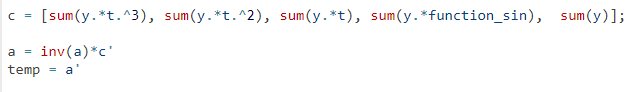 c = [sum(y.*t.^3), sum(y.*t.^2), sum(y.*t), sum(y.*function_sin),  sum(y)];
a = inv(a)*c'
temp = a'